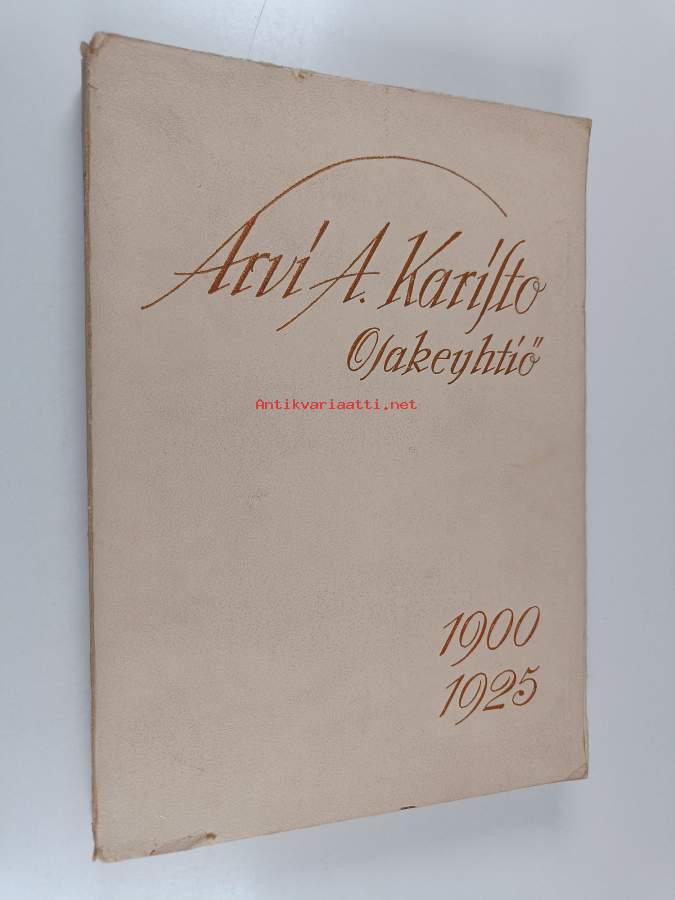 Arvi A. Karisto
Osakeyhtiö
Antikvariaatti.net
1900
1925